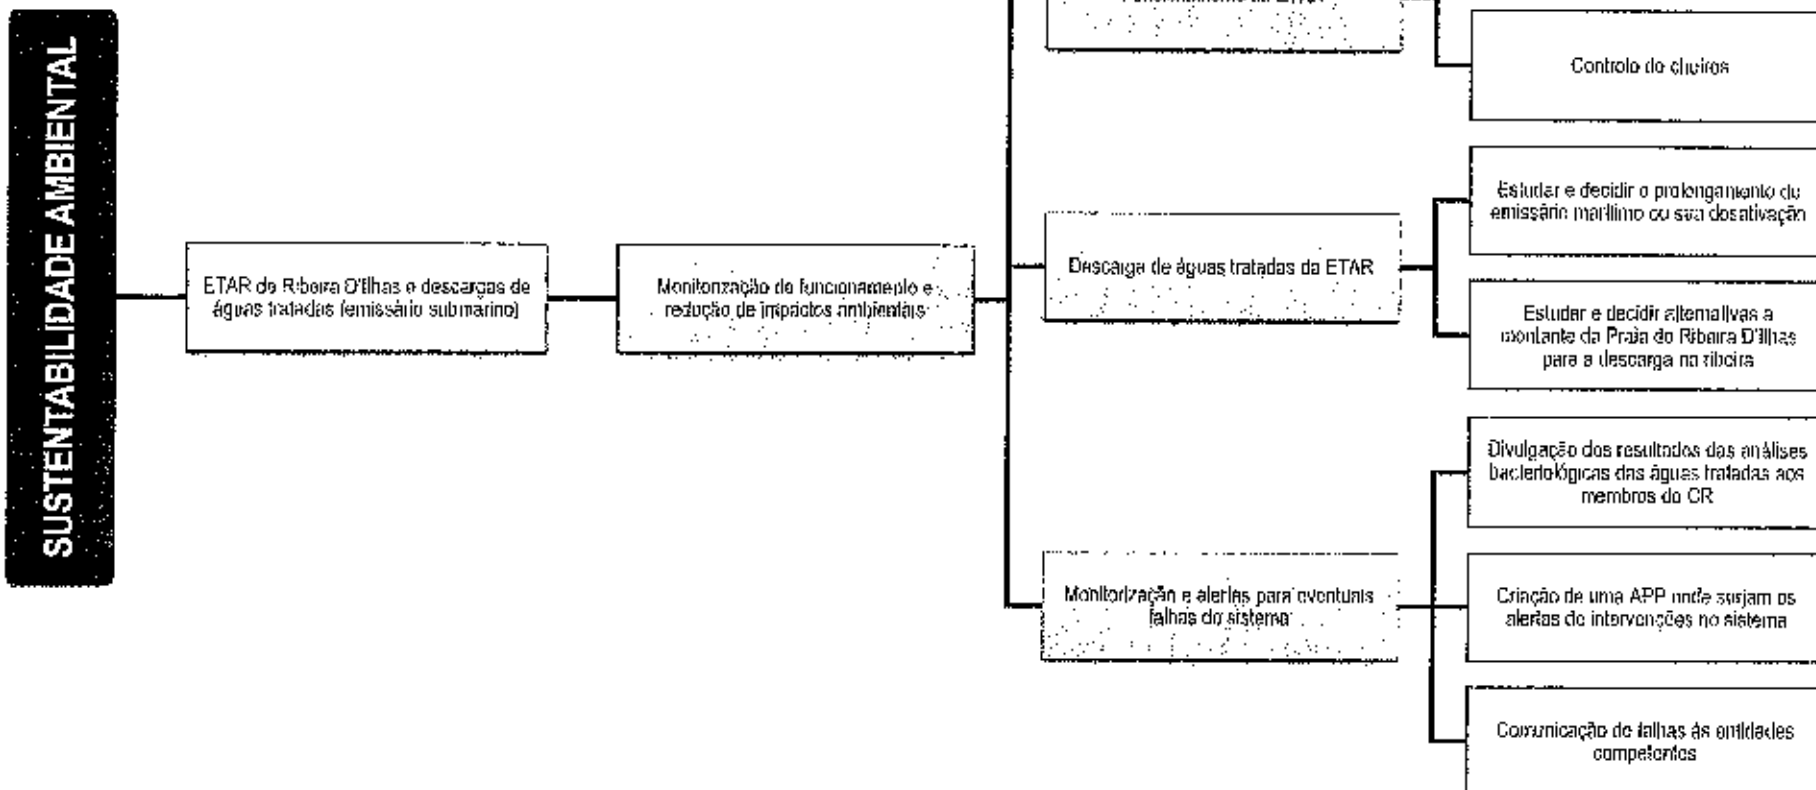 SUSTENTABILIDADE AMBIENTAL
ETAR de Ribeira D'Ilhas e descargas de
águas tratadas (emissário submarino)
Monitorização do funcionamento e
redução de impactos ambientais
Controlo de cheiros
Descarga de águas tratadas da ETAR
Estudar e decidir o prolongamento do
emissário marítimo ou sua desativação
Estudar e decidir alternativas a
montante da Praia de Ribeira D'Ilhas
para a descarga na ribeira
Monitorização e alertas para eventuais
falhas do sistema
Divulgação dos resultados das análises
bacteriológicas das águas tratadas aos
membros do CR
Criação de uma APP onde surjam os
alertas de intervenções no sistema
Comunicação de falhas às entidades
competentes